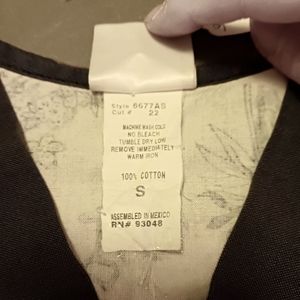 Style 6677AS
Cut # 22
MACHINE WASH COLD
NO BLEACH
TUMBLE DRY LOW
REMOVE IMMEDIATELY
WARM IRON
100% COTTON
S
ASSEMBLED IN MEXICO
RN# 93048